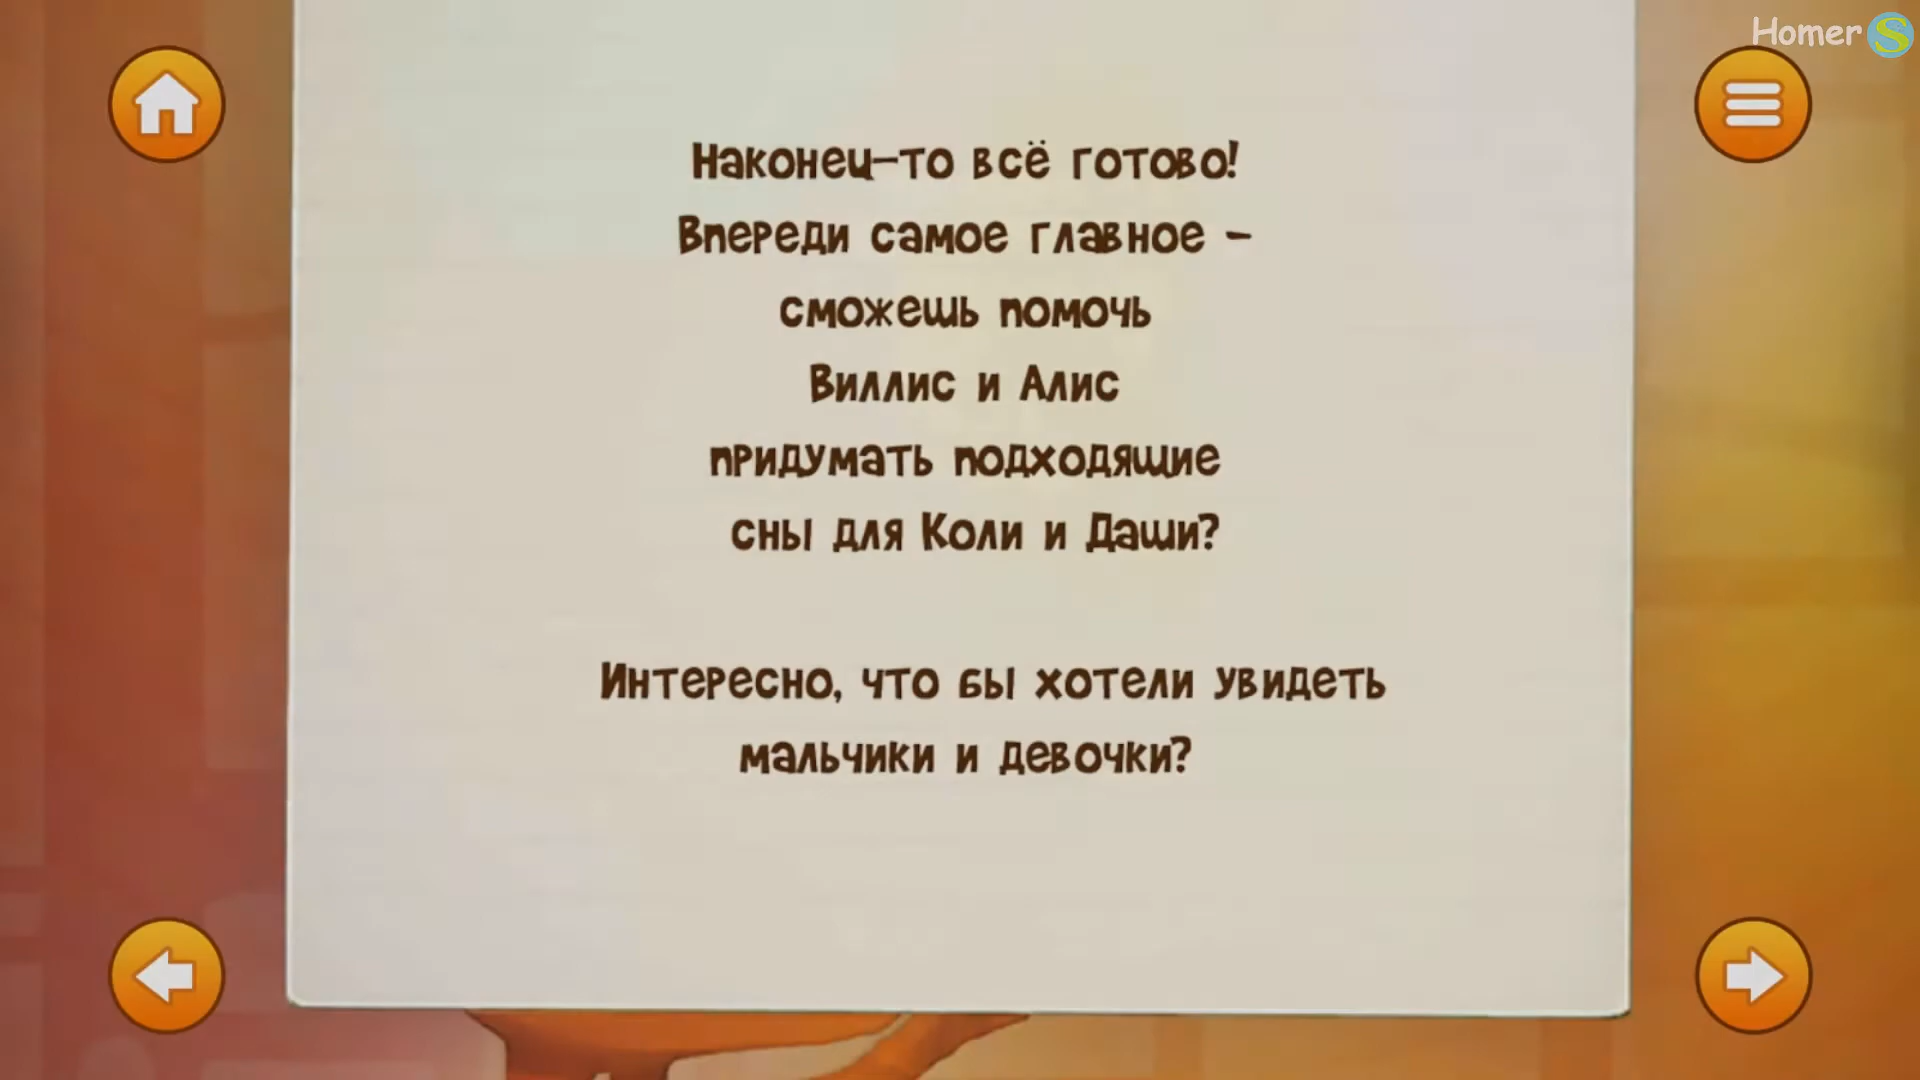 Homer S
Наконец-то всё готово!
Впереди самое главное -
сможешь помочь
Виллис и Алис
придумать подходящие
сны для Коли и Даши?
Интересно, что бы хотели увидеть
мальчики и девочки?